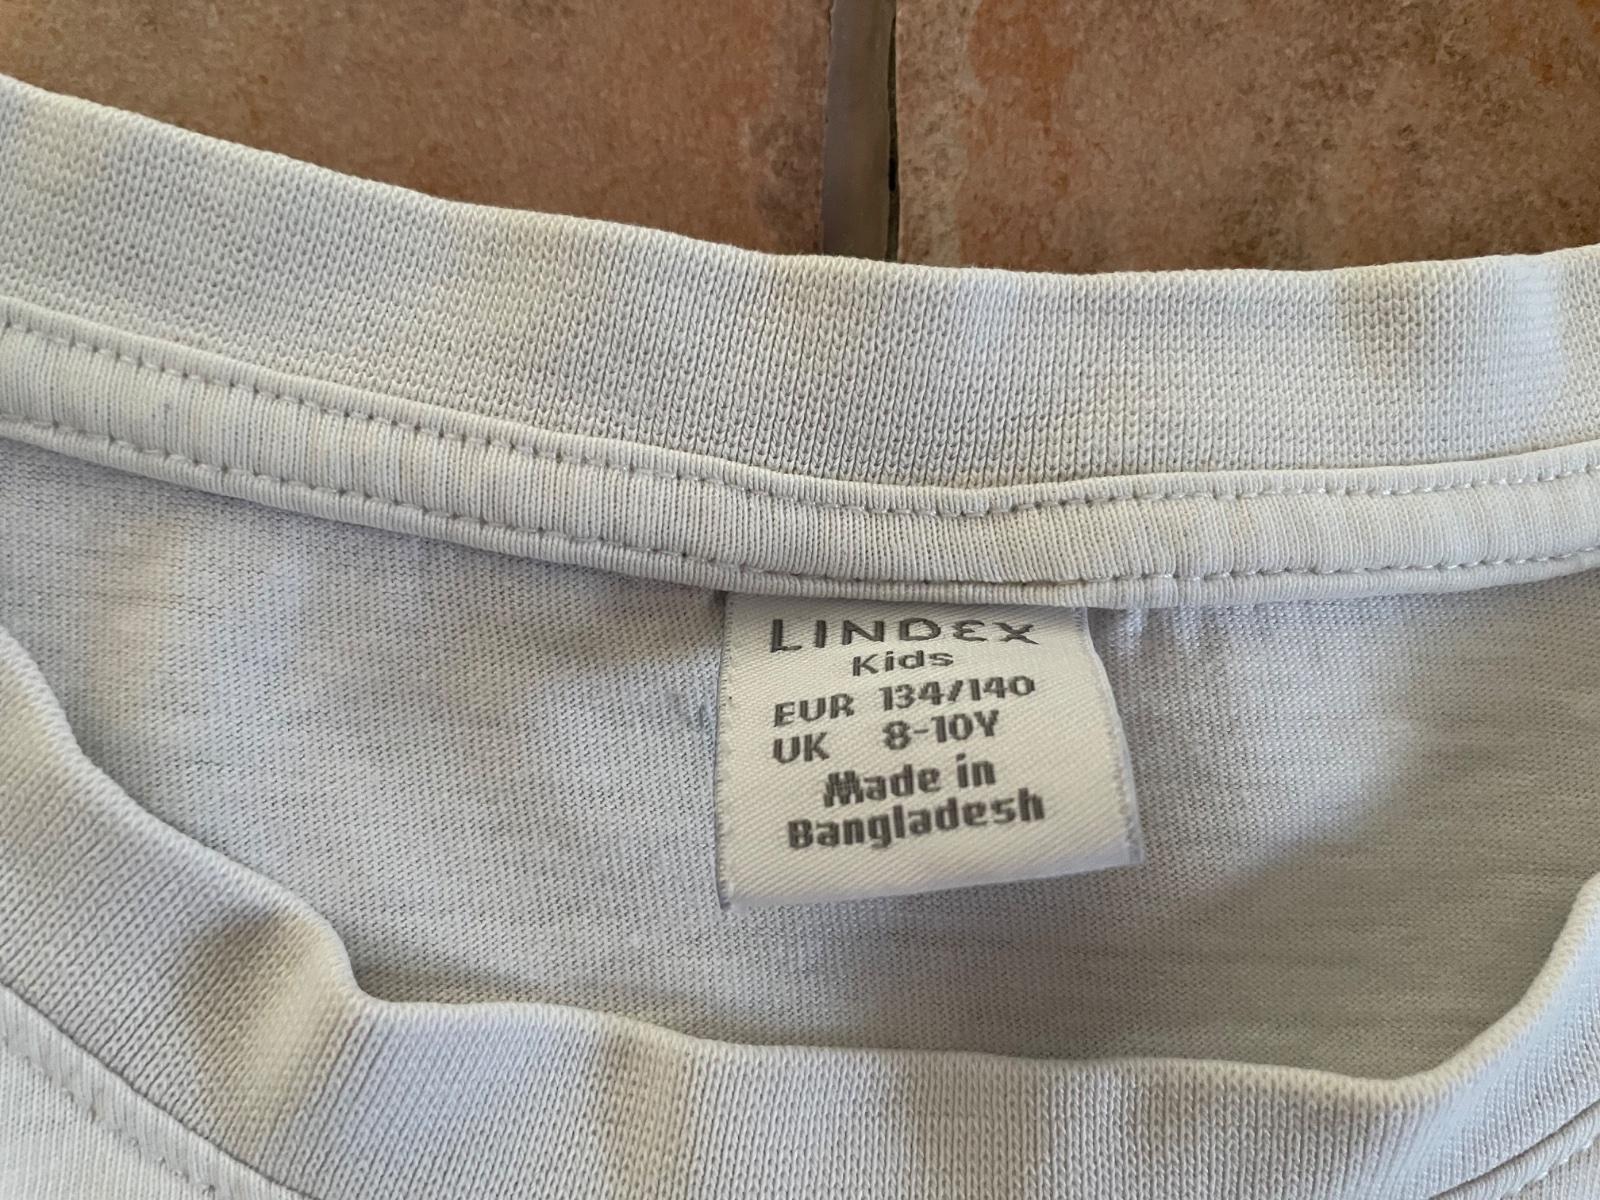 LINDEX
Kids
EUR 134/140
UK 8-10Y
Made in
Bangladesh